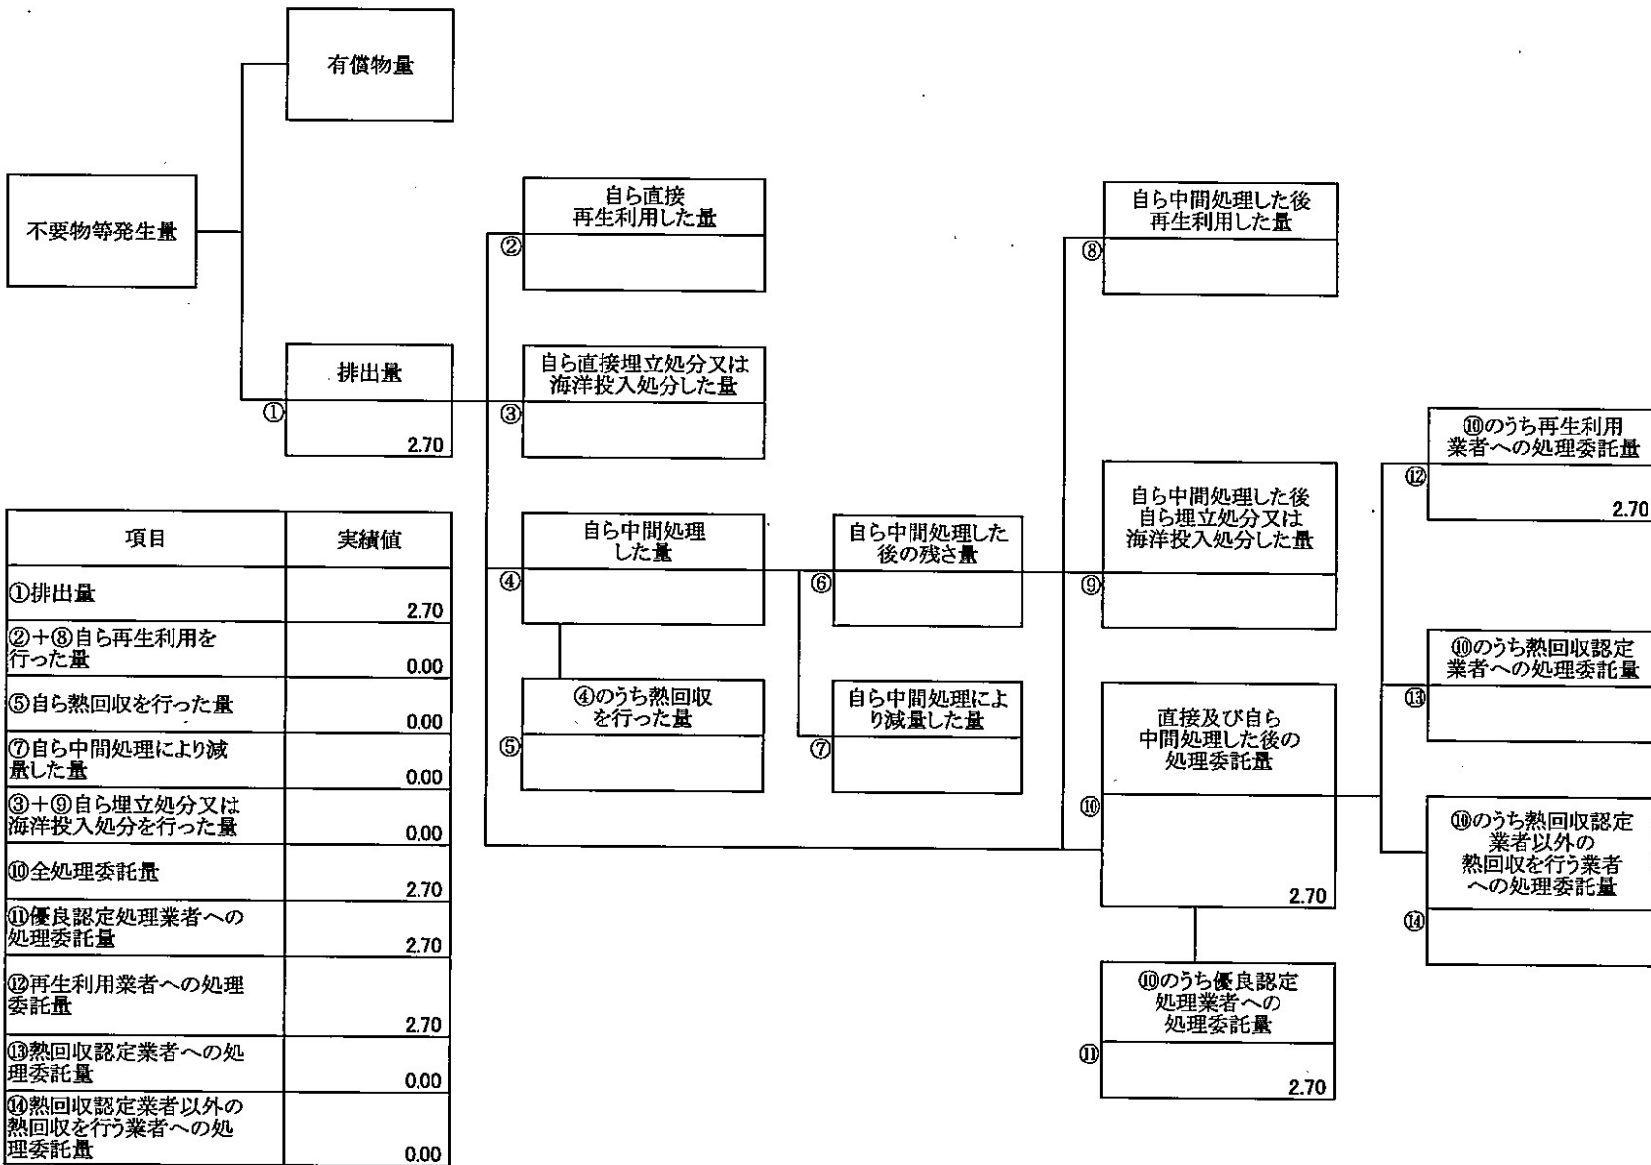 有償物量
不要物等発生量
自ら直接
再生利用した量
②
自ら中間処理した後
再生利用した量
⑧
排出量
①
2.70
自ら直接埋立処分又は
海洋投入処分した量
③
⑩のうち再生利用
業者への処理委託量
⑫
2.70
自ら中間処理
した量
④
自ら中間処理した
後の残さ量
⑥
自ら中間処理した後
自ら埋立処分又は
海洋投入処分した量
⑨
⑩のうち熱回収認定
業者への処理委託量
⑬
④のうち熱回収
を行った量
⑤
自ら中間処理によ
り減量した量
⑦
直接及び自ら
中間処理した後の
処理委託量
⑩
2.70
⑩のうち熱回収認定
業者以外の
熱回収を行う業者
への処理委託量
⑭
⑩のうち優良認定
処理業者への
処理委託量
⑪
2.70
項目 実績値
①排出量 2.70
②+⑧自ら再生利用を
行った量 0.00
⑤自ら熱回収を行った量 0.00
⑦自ら中間処理により減
量した量 0.00
③+⑨自ら埋立処分又は
海洋投入処分を行った量 0.00
⑩全処理委託量 2.70
⑪優良認定処理業者への
処理委託量 2.70
⑫再生利用業者への処理
委託量 2.70
⑬熱回収認定業者への処
理委託量 0.00
⑭熱回収認定業者以外の
熱回収を行う業者への処
理委託量 0.00